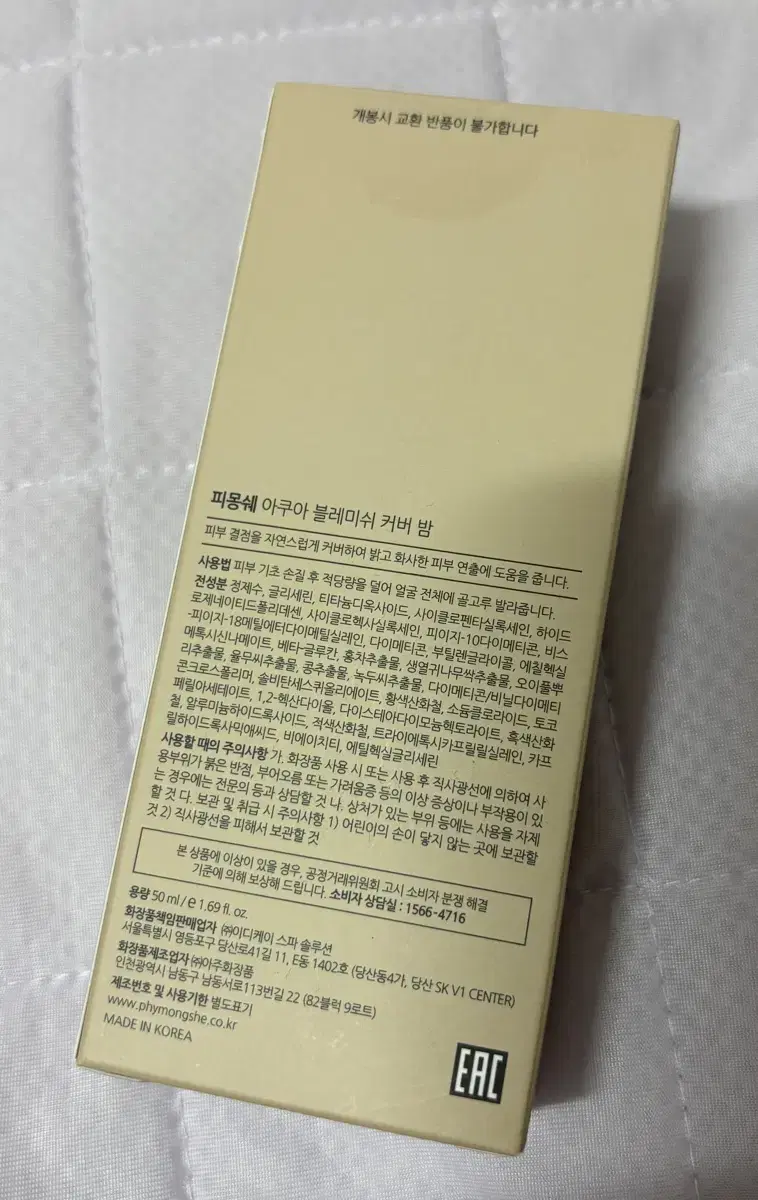 개봉시 교환 반품이 불가합니다
피몽쉐 아쿠아 블레미쉬 커버 밤
피부 결점을 자연스럽게 커버하여 밝고 화사한 피부 연출에 도움을 줍니다.
사용법 피부 기초 손질 후 적당량을 덜어 얼굴 전체에 골고루 발라줍니다.
전성분 정제수, 글리세린, 티타늄디옥사이드, 사이클로펜타실록세인, 하이드
로제네이티드폴리데센, 사이클로헥사실록세인, 피이지-10다이메티콘, 비스
-피이지-18메틸에터다이메틸실레인, 다이메티콘, 부틸렌글라이콜, 에칠헥실
메톡시신나메이트, 베타-글루칸, 홍차추출물, 생열귀나무싹추출물, 오이풀뿌
리추출물, 율무씨추출물, 콩추출물, 녹두씨추출물, 다이메티콘/비닐다이메티
콘크로스폴리머, 솔비탄세스퀴올리에이트, 황색산화철, 소듐클로라이드, 토코
페릴아세테이트, 1,2-헥산다이올, 다이스테아다이모늄헥토라이트, 흑색산화
철, 알루미늄하이드록사이드, 적색산화철, 트라이에톡시카프릴릴실레인, 카프
릴하이드록사믹애씨드, 비에이치티, 에틸헥실글리세린
사용할 때의 주의사항 가. 화장품 사용 시 또는 사용 후 직사광선에 의하여 사
용부위가 붉은 반점, 부어오름 또는 가려움증 등의 이상 증상이나 부작용이 있
는 경우에는 전문의 등과 상담할 것 나. 상처가 있는 부위 등에는 사용을 자제
할 것 다. 보관 및 취급 시 주의사항 1) 어린이의 손이 닿지 않는 곳에 보관할
것 2) 직사광선을 피해서 보관할 것
본 상품에 이상이 있을 경우, 공정거래위원회 고시 소비자 분쟁 해결
기준에 의해 보상해 드립니다. 소비자 상담실 : 1566-4716
용량 50 ml / ℮ 1.69 fl. oz.
화장품책임판매업자 ㈜이디케이 스파 솔루션
서울특별시 영등포구 당산로41길 11, E동 1402호 (당산동4가, 당산 SK V1 CENTER)
화장품제조업자 ㈜아주화장품
인천광역시 남동구 남동서로113번길 22 (82블럭 9로트)
제조번호 및 사용기한 별도표기
www.phymongshe.co.kr
MADE IN KOREA
EAC